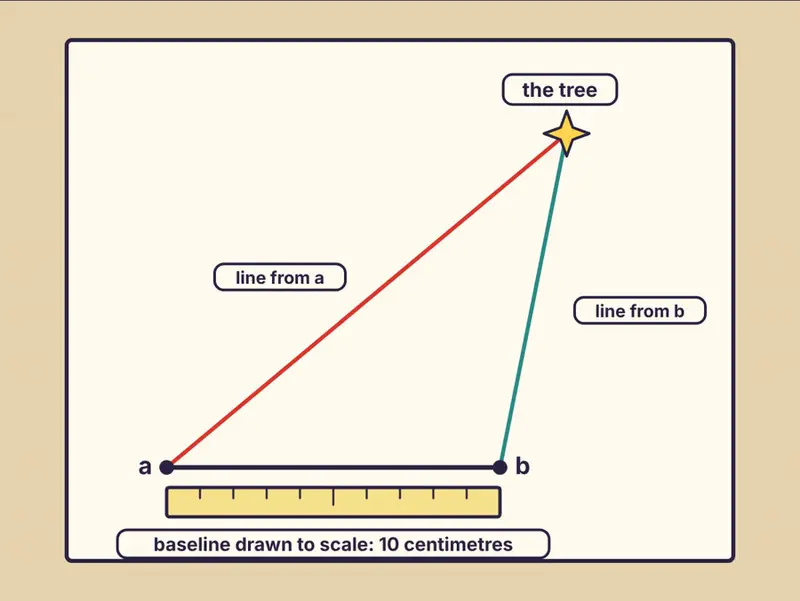 the tree
line from a
line from b
a
b
baseline drawn to scale: 10 centimetres